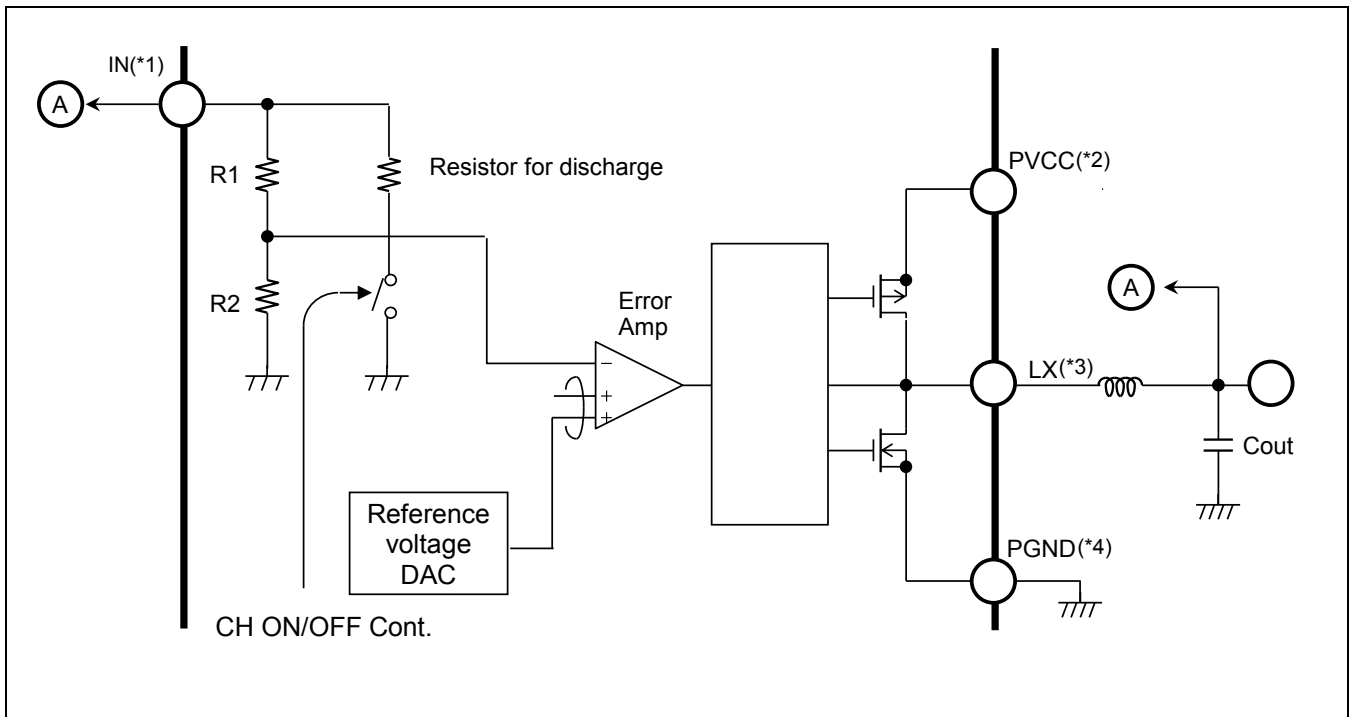 IN(*1)
A
R1
Resistor for discharge
R2
Error
Amp
−
+
+
Reference
voltage
DAC
CH ON/OFF Cont.
PVCC(*2)
A
LX(*3)
Cout
PGND(*4)